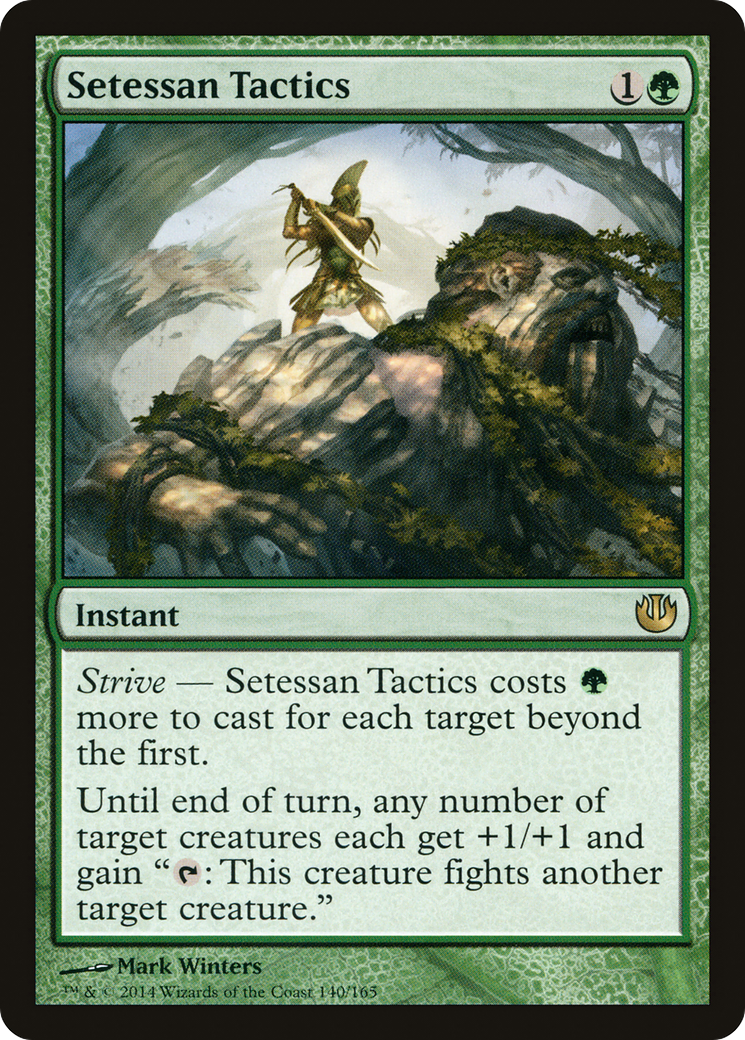 Setessan Tactics 1
Instant
Strive — Setessan Tactics costs
more to cast for each target beyond
the first.
Until end of turn, any number of
target creatures each get +1/+1 and
gain “ : This creature fights another
target creature.”
Mark Winters
™ & © 2014 Wizards of the Coast 140/165